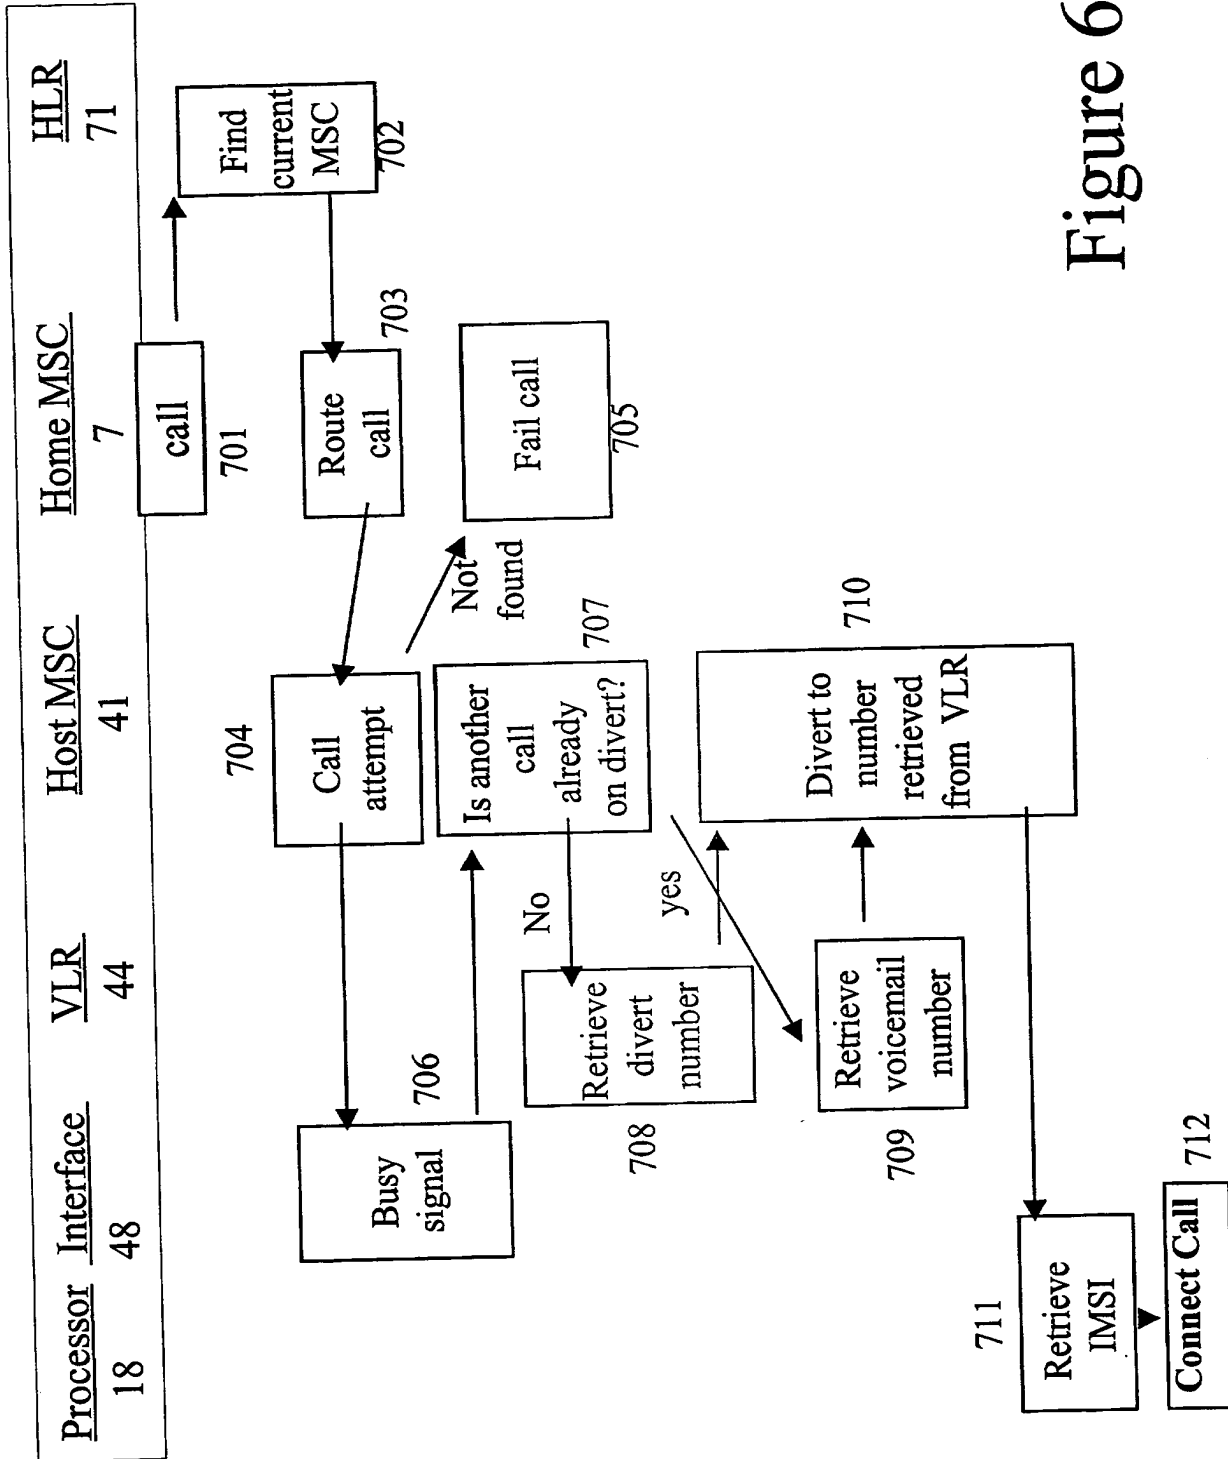 Processor Interface VLR Host MSC Home MSC HLR
18 48 44 41 7 71
call
701
Find
current
MSC
702
Route
call
703
704
Call
attempt
Not
found
Fail call
705
Busy
signal
706
Is another
call
already
on divert?
707
No
Retrieve
divert
number
708
yes
Retrieve
voicemail
number
709
Divert to
number
retrieved
from VLR
710
711
Retrieve
IMSI
Connect Call
712
Figure 6